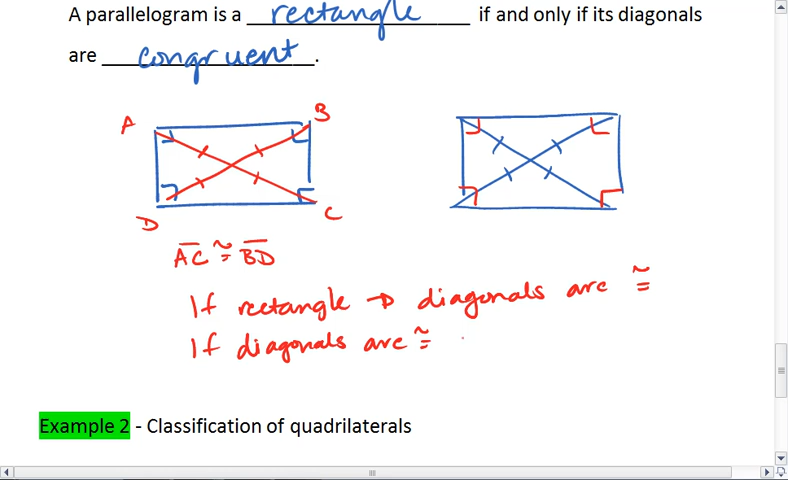 A parallelogram is a rectangle if and only if its diagonals
are congruent.
A B
D C
AC ≅ BD
If rectangle → diagonals are ≅
If diagonals are ≅
Example 2 - Classification of quadrilaterals